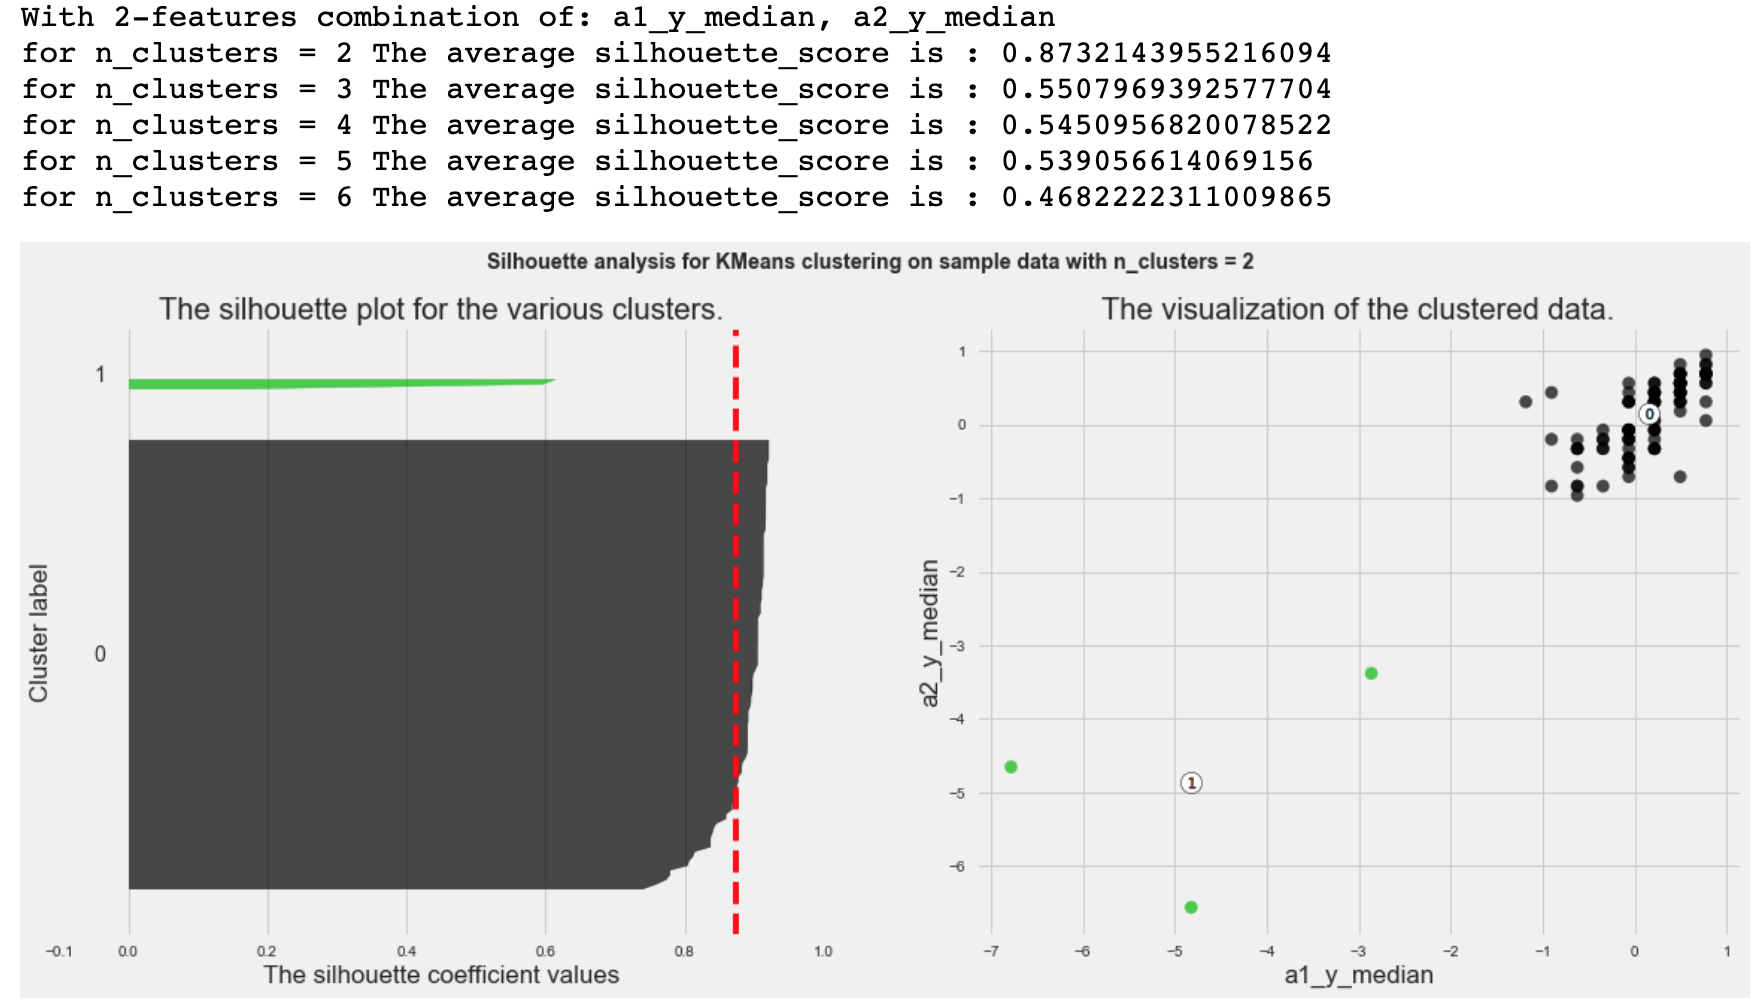 With 2-features combination of: a1_y_median, a2_y_median
for n_clusters = 2 The average silhouette_score is : 0.8732143955216094
for n_clusters = 3 The average silhouette_score is : 0.5507969392577704
for n_clusters = 4 The average silhouette_score is : 0.5450956820078522
for n_clusters = 5 The average silhouette_score is : 0.539056614069156
for n_clusters = 6 The average silhouette_score is : 0.4682222311009865
Silhouette analysis for KMeans clustering on sample data with n_clusters = 2
The silhouette plot for the various clusters.
1
0
Cluster label
−0.1 0.0 0.2 0.4 0.6 0.8 1.0
The silhouette coefficient values
The visualization of the clustered data.
1
0
−1
−2
−3
−4
−5
−6
a2_y_median
0
1
−7 −6 −5 −4 −3 −2 −1 0 1
a1_y_median